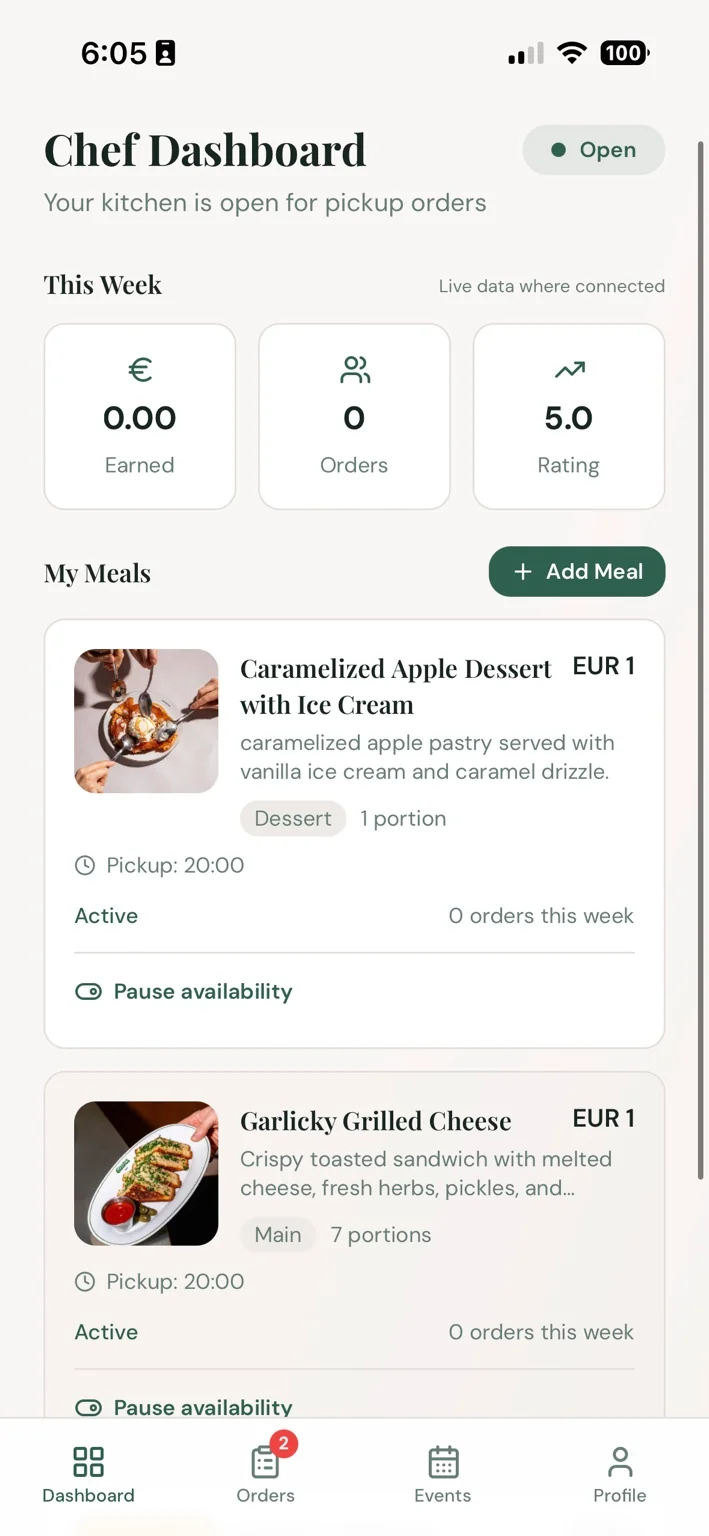 6:05
100
Chef Dashboard
Open
Your kitchen is open for pickup orders
This Week
Live data where connected
€
0.00
0
5.0
Earned
Orders
Rating
My Meals
+ Add Meal
Caramelized Apple Dessert EUR 1
with Ice Cream
caramelized apple pastry served with
vanilla ice cream and caramel drizzle.
Dessert 1 portion
Pickup: 20:00
Active 0 orders this week
Pause availability
Garlicky Grilled Cheese EUR 1
Crispy toasted sandwich with melted
cheese, fresh herbs, pickles, and...
Main 7 portions
Pickup: 20:00
Active 0 orders this week
Pause availability
2
Dashboard Orders Events Profile